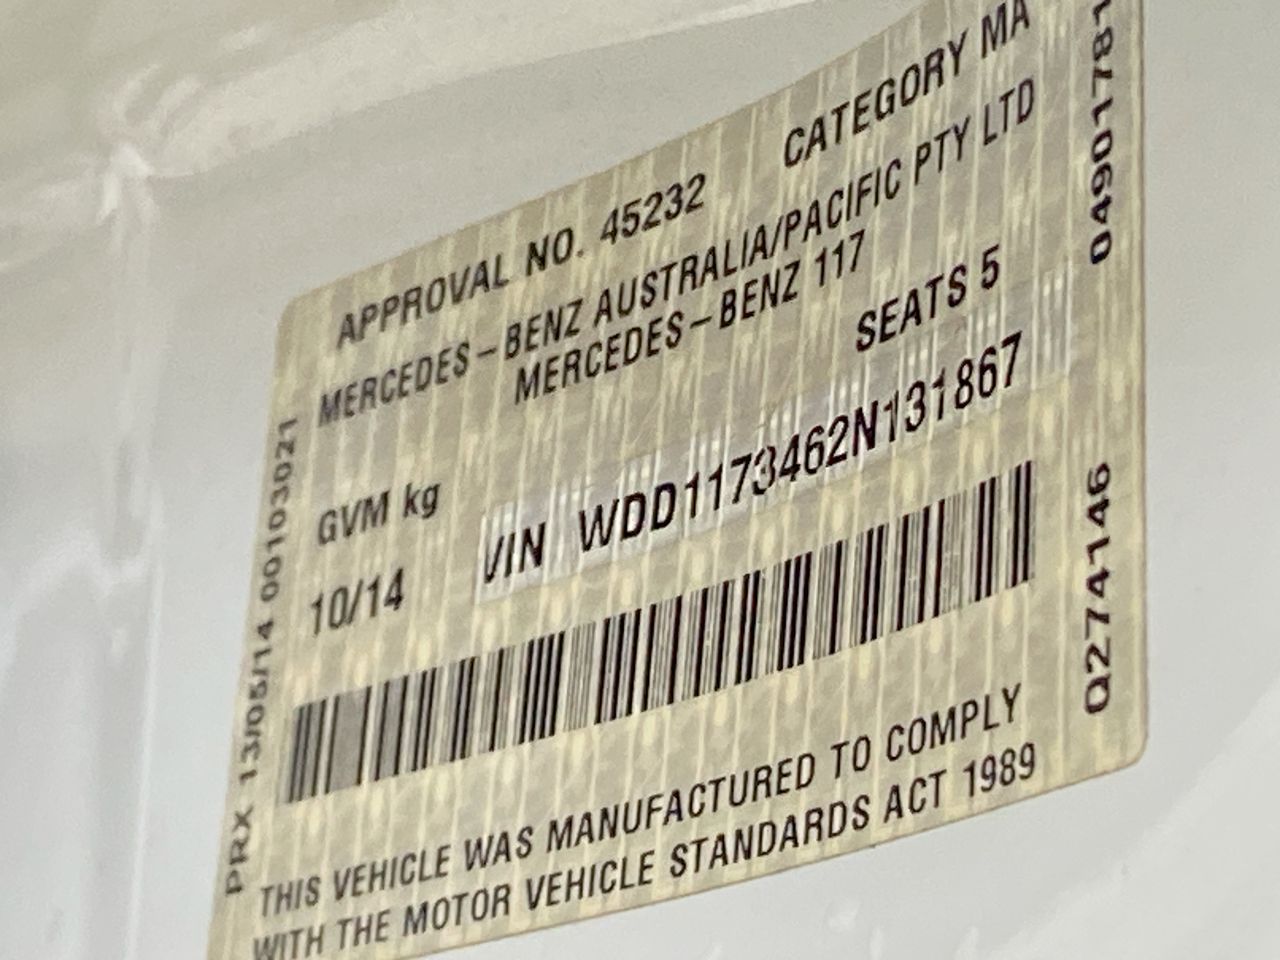 APPROVAL NO. 45232 CATEGORY MA
MERCEDES-BENZ AUSTRALIA/PACIFIC PTY LTD
MERCEDES-BENZ 117
SEATS 5
GVM kg
VIN WDD1173462N131867
10/14
THIS VEHICLE WAS MANUFACTURED TO COMPLY
WITH THE MOTOR VEHICLE STANDARDS ACT 1989
PRX 13/05/14 00103021
04901781
Q274146